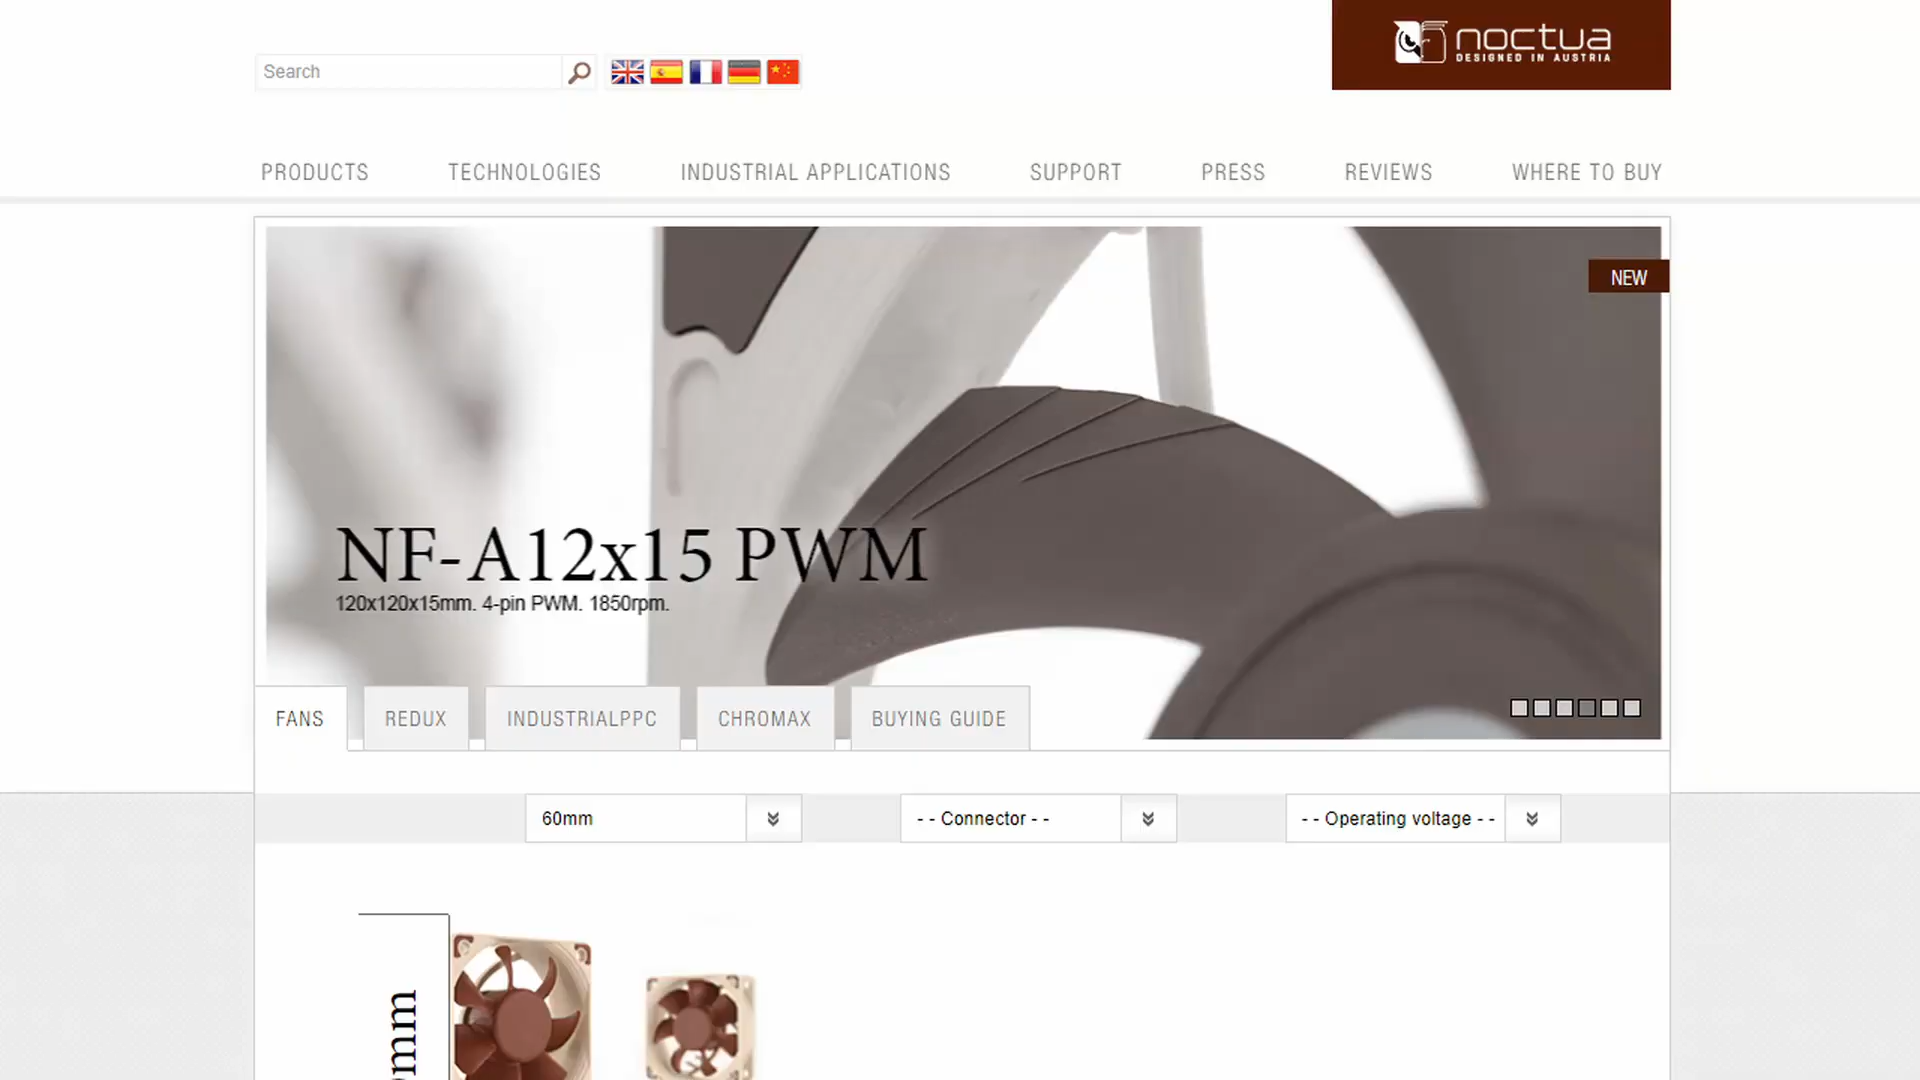 noctua
DESIGNED IN AUSTRIA
Search
PRODUCTS
TECHNOLOGIES
INDUSTRIAL APPLICATIONS
SUPPORT
PRESS
REVIEWS
WHERE TO BUY
NEW
NF-A12x15 PWM
120x120x15mm. 4-pin PWM. 1850rpm.
FANS
REDUX
INDUSTRIALPPC
CHROMAX
BUYING GUIDE
60mm
- - Connector - -
- - Operating voltage - -